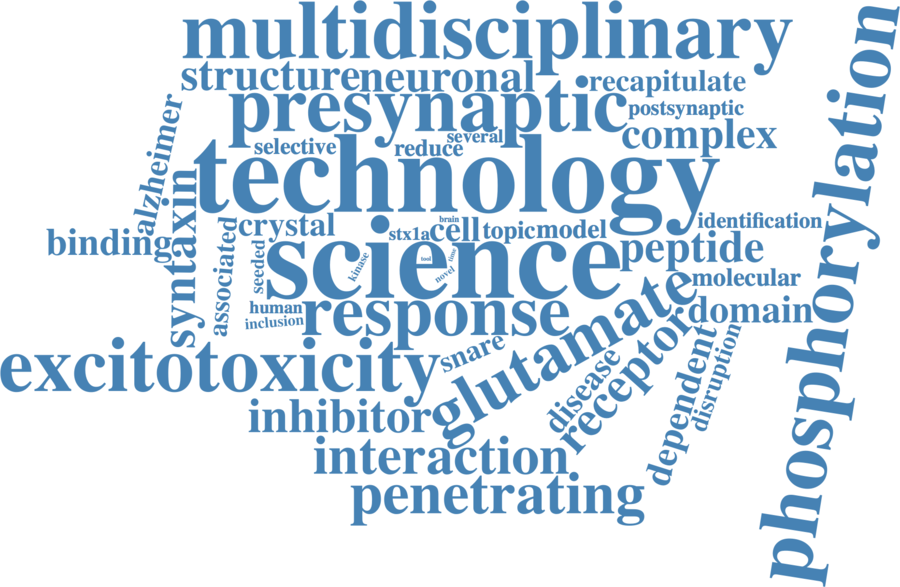 multidisciplinary
structure neuronal recapitulate
presynaptic postsynaptic
several complex
selective reduce
technology
alzheimer
syntaxin
binding
associated
crystal brain identification
stx1a cell topicmodel
seeded
science peptide
kinase tool time novel
molecular
human response domain
inclusion
phosphorylation
excitotoxicity snare
glutamate
receptor
disease
dependent
disruption
inhibitor
interaction
penetrating